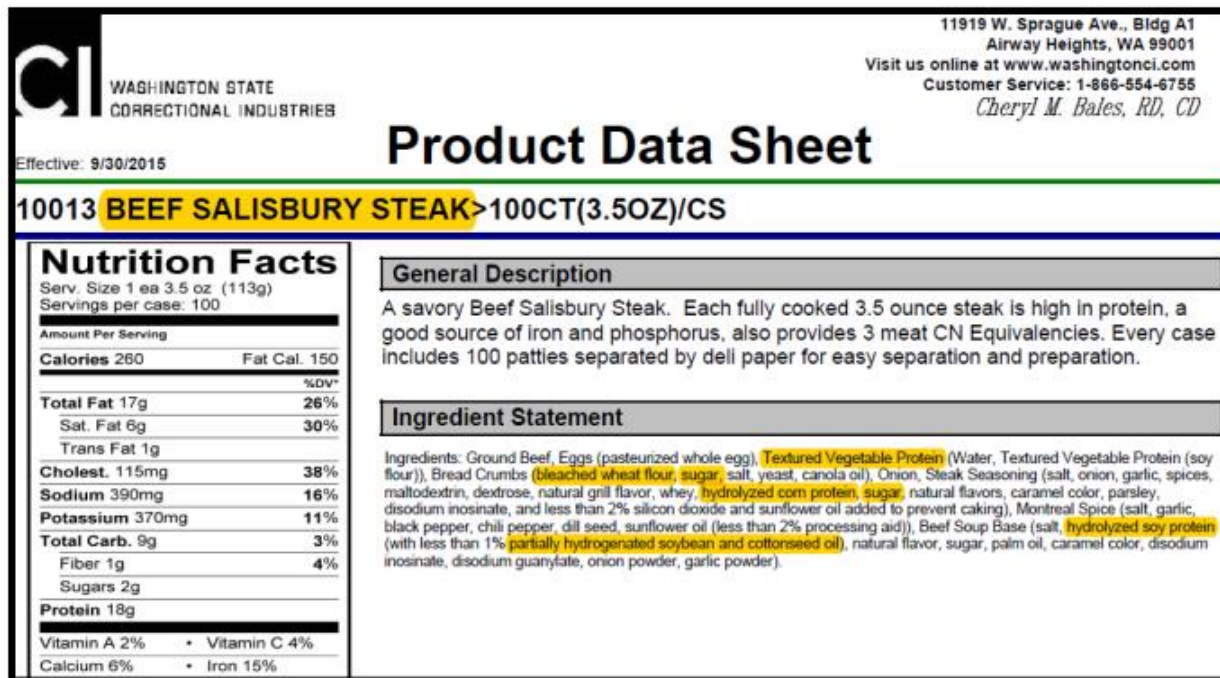 CI
WASHINGTON STATE
CORRECTIONAL INDUSTRIES
11919 W. Sprague Ave., Bldg A1
Airway Heights, WA 99001
Visit us online at www.washingtonci.com
Customer Service: 1-866-554-6755
Cheryl M. Bales, RD, CD
Effective: 9/30/2015
Product Data Sheet
10013 BEEF SALISBURY STEAK>100CT(3.5OZ)/CS
Nutrition Facts
Serv. Size 1 ea 3.5 oz (113g)
Servings per case: 100
Amount Per Serving
Calories 260 Fat Cal. 150
%DV*
Total Fat 17g 26%
Sat. Fat 6g 30%
Trans Fat 1g
Cholest. 115mg 38%
Sodium 390mg 16%
Potassium 370mg 11%
Total Carb. 9g 3%
Fiber 1g 4%
Sugars 2g
Protein 18g
Vitamin A 2% • Vitamin C 4%
Calcium 6% • Iron 15%
General Description
A savory Beef Salisbury Steak. Each fully cooked 3.5 ounce steak is high in protein, a
good source of iron and phosphorus, also provides 3 meat CN Equivalencies. Every case
includes 100 patties separated by deli paper for easy separation and preparation.
Ingredient Statement
Ingredients: Ground Beef, Eggs (pasteurized whole egg), Textured Vegetable Protein (Water, Textured Vegetable Protein (soy
flour)), Bread Crumbs (bleached wheat flour, sugar, salt, yeast, canola oil), Onion, Steak Seasoning (salt, onion, garlic, spices,
maltodextrin, dextrose, natural grill flavor, whey, hydrolyzed corn protein, sugar, natural flavors, caramel color, parsley,
disodium inosinate, and less than 2% silicon dioxide and sunflower oil added to prevent caking), Montreal Spice (salt, garlic,
black pepper, chili pepper, dill seed, sunflower oil (less than 2% processing aid)), Beef Soup Base (salt, hydrolyzed soy protein
(with less than 1% partially hydrogenated soybean and cottonseed oil), natural flavor, sugar, palm oil, caramel color, disodium
inosinate, disodium guanylate, onion powder, garlic powder).